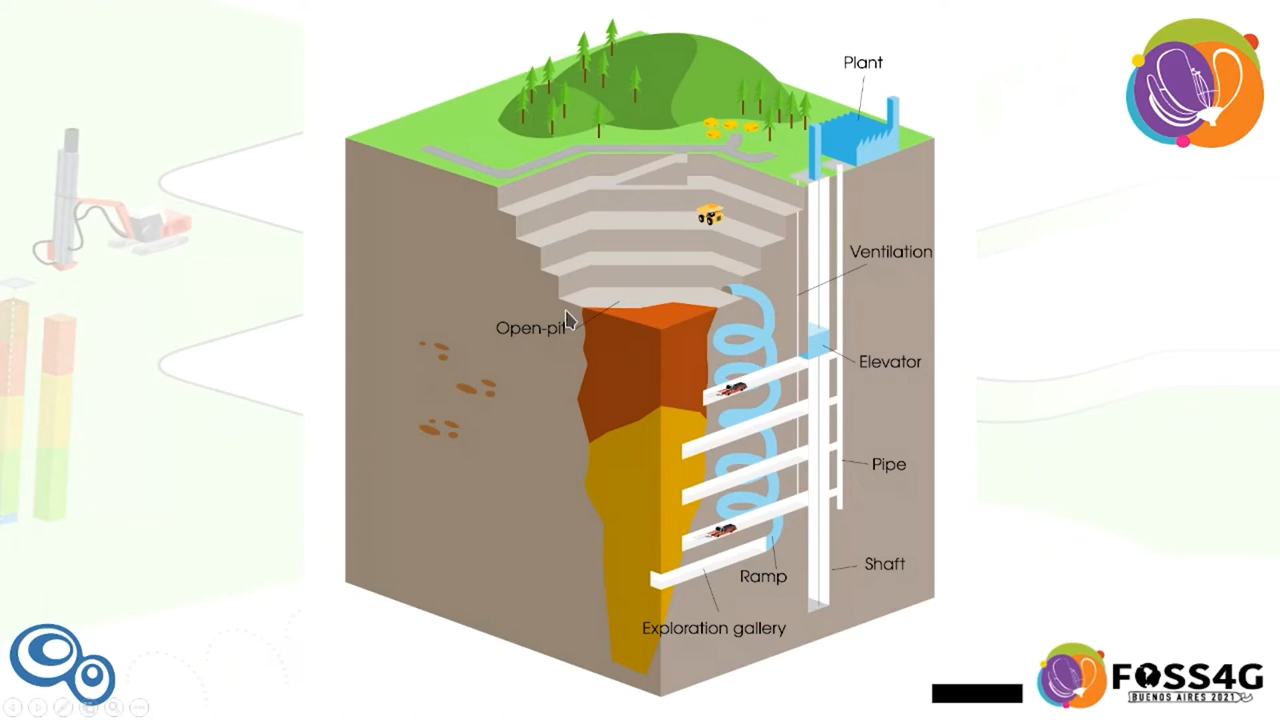 Plant
Ventilation
Open-pit
Elevator
Pipe
Shaft
Ramp
Exploration gallery
FOSS4G
BUENOS AIRES 2021